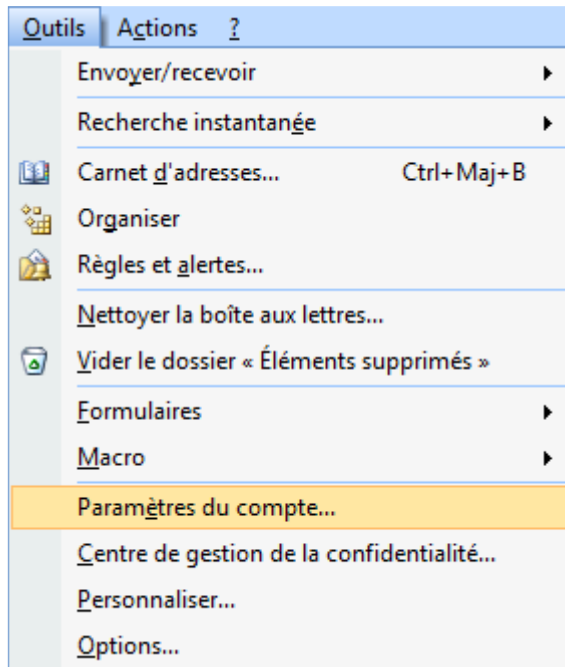 Outils Actions ?
Envoyer/recevoir
Recherche instantanée
Carnet d'adresses... Ctrl+Maj+B
Organiser
Règles et alertes...
Nettoyer la boîte aux lettres...
Vider le dossier « Éléments supprimés »
Formulaires
Macro
Paramètres du compte...
Centre de gestion de la confidentialité...
Personnaliser...
Options...